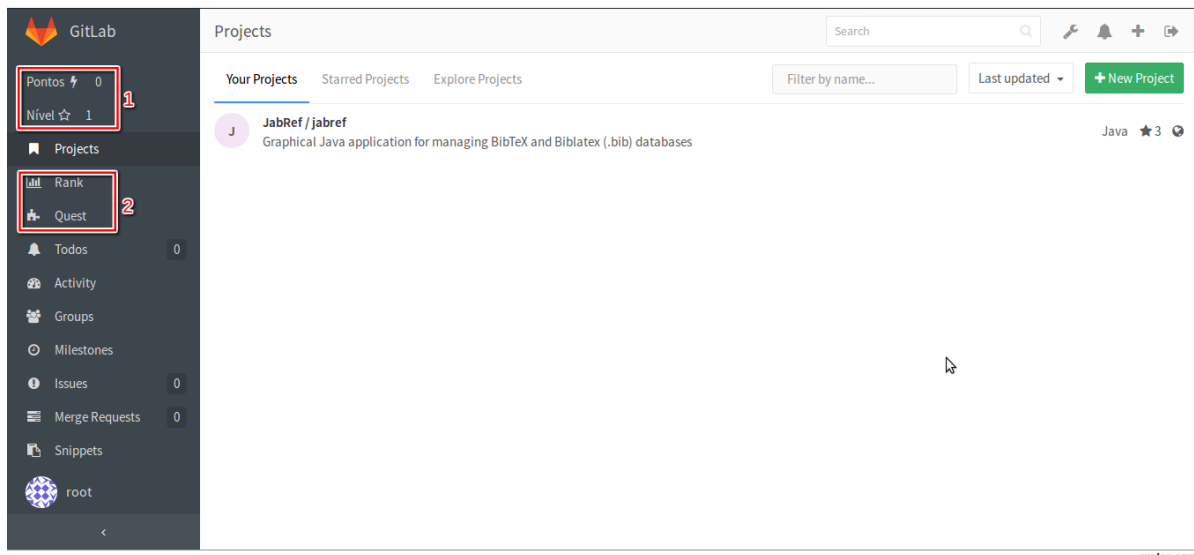 GitLab
Projects
Search
Pontos 0
1
Nível 1
Your Projects Starred Projects Explore Projects
Filter by name...
Last updated
New Project
Projects
J
JabRef / jabref
Graphical Java application for managing BibTeX and Biblatex (.bib) databases
Java 3
Rank
2
Quest
Todos 0
Activity
Groups
Milestones
Issues 0
Merge Requests 0
Snippets
root